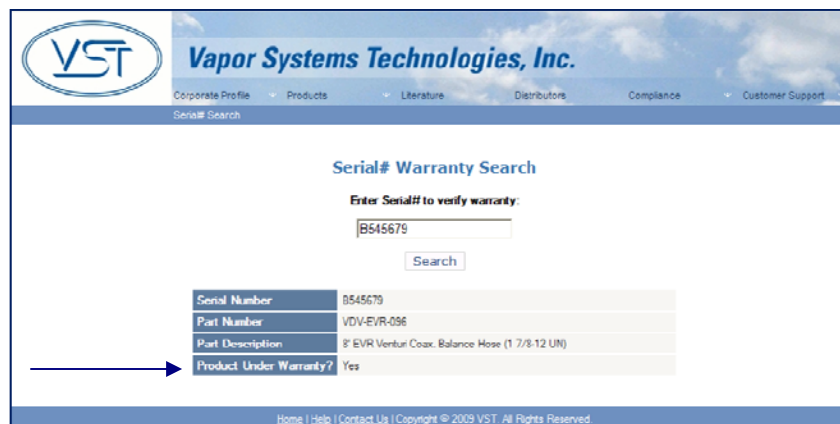 VST
Vapor Systems Technologies, Inc.
Corporate Profile Products Literature Distributors Compliance Customer Support
Serial# Search
Serial# Warranty Search
Enter Serial# to verify warranty:
B545679
Search
Serial Number B545679
Part Number VDV-EVR-096
Part Description 8' EVR Venturi Coax. Balance Hose (1 7/8-12 UN)
Product Under Warranty? Yes
Home | Help | Contact Us | Copyright © 2009 VST. All Rights Reserved.